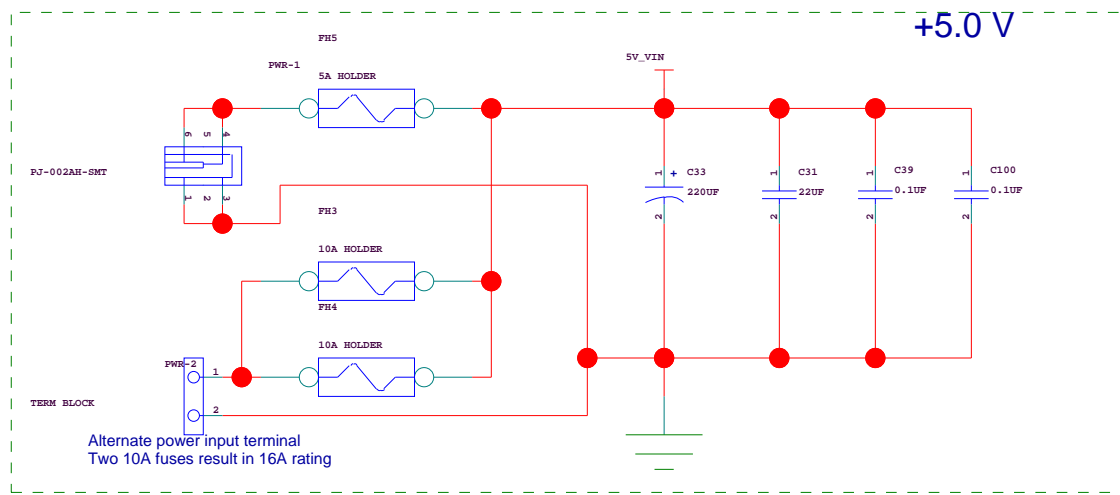 +5.0 V
FH5
5V_VIN
PWR-1
5A HOLDER
6 5 4
PJ-002AH-SMT
1 2 3
1 + C33
220UF
2
1 C31
22UF
2
1 C39
0.1UF
2
1 C100
0.1UF
2
FH3
10A HOLDER
FH4
10A HOLDER
PWR-2
1
2
TERM BLOCK
Alternate power input terminal
Two 10A fuses result in 16A rating